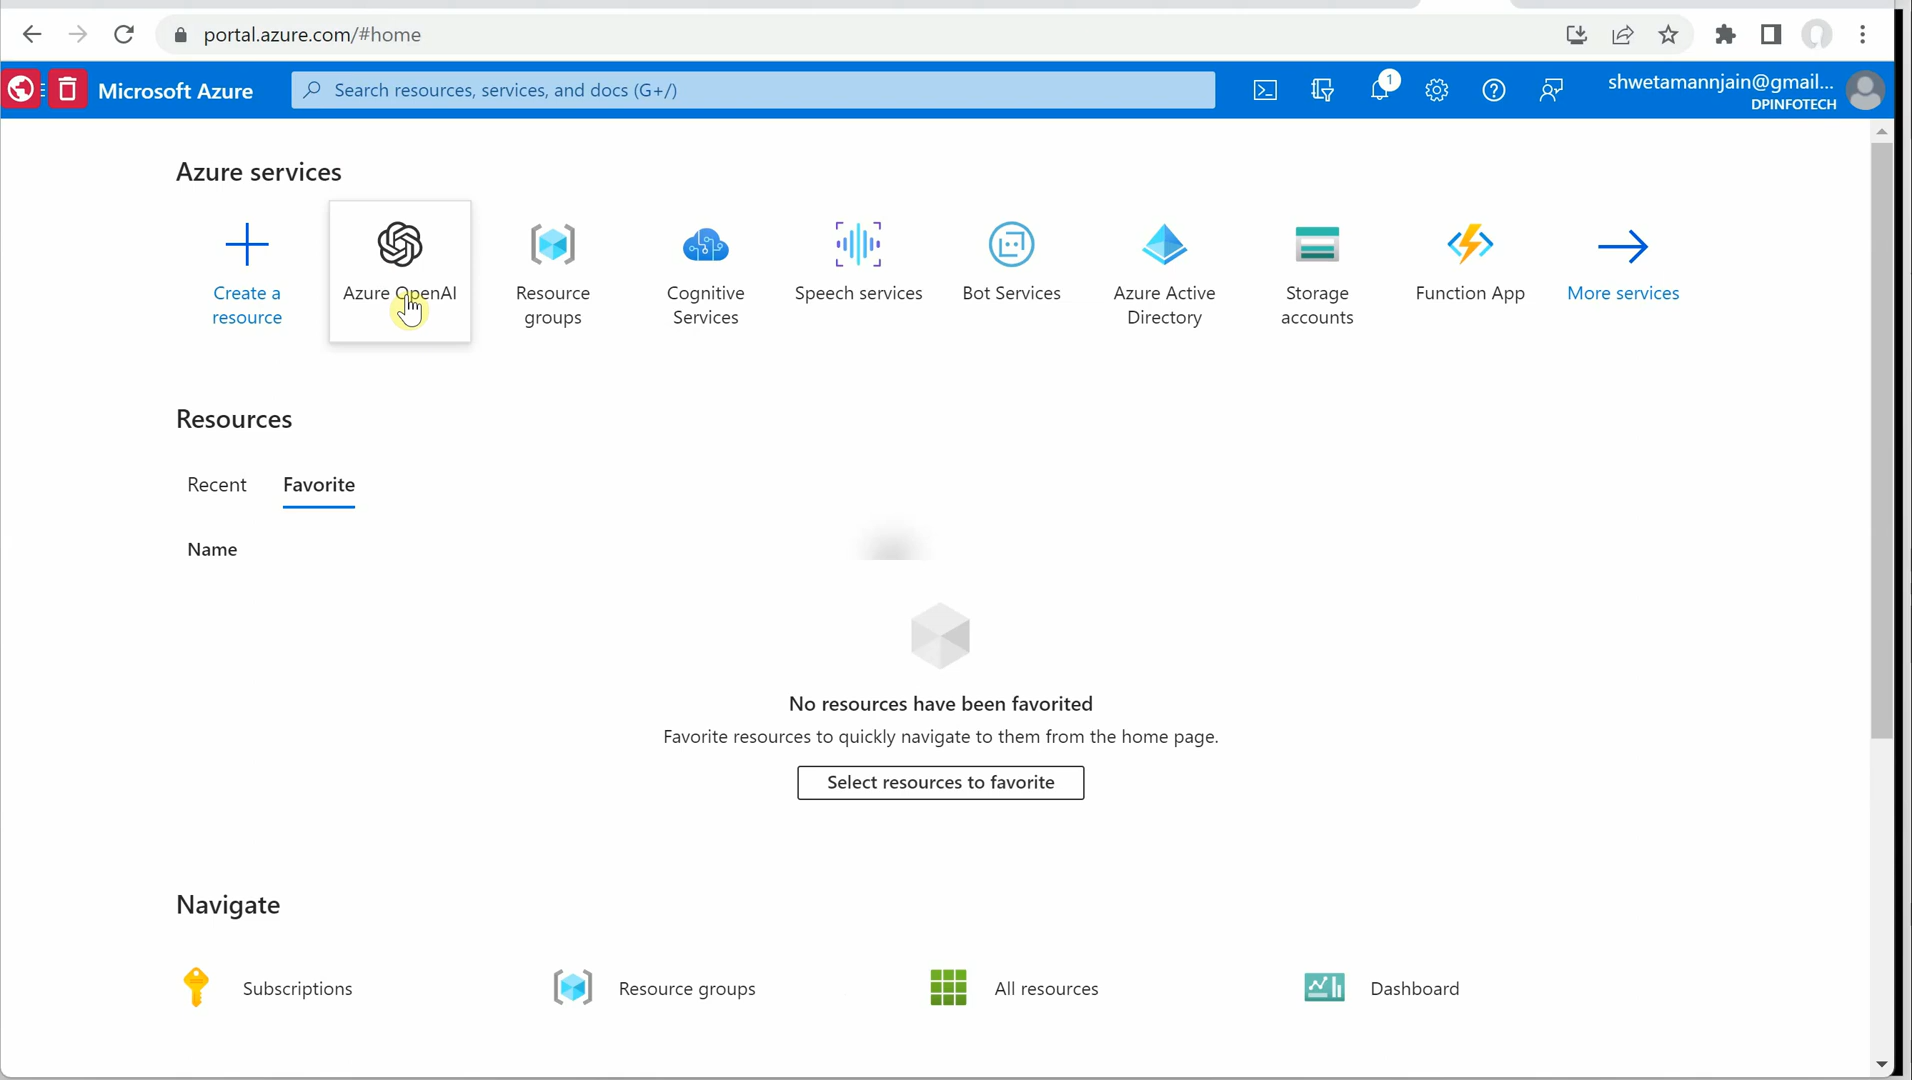 portal.azure.com/#home
Microsoft Azure
Search resources, services, and docs (G+/)
1
shwetamannjain@gmail...
DPINFOTECH
Azure services
Create a
resource
Azure OpenAI
Resource
groups
Cognitive
Services
Speech services
Bot Services
Azure Active
Directory
Storage
accounts
Function App
More services
Resources
Recent
Favorite
Name
No resources have been favorited
Favorite resources to quickly navigate to them from the home page.
Select resources to favorite
Navigate
Subscriptions
Resource groups
All resources
Dashboard